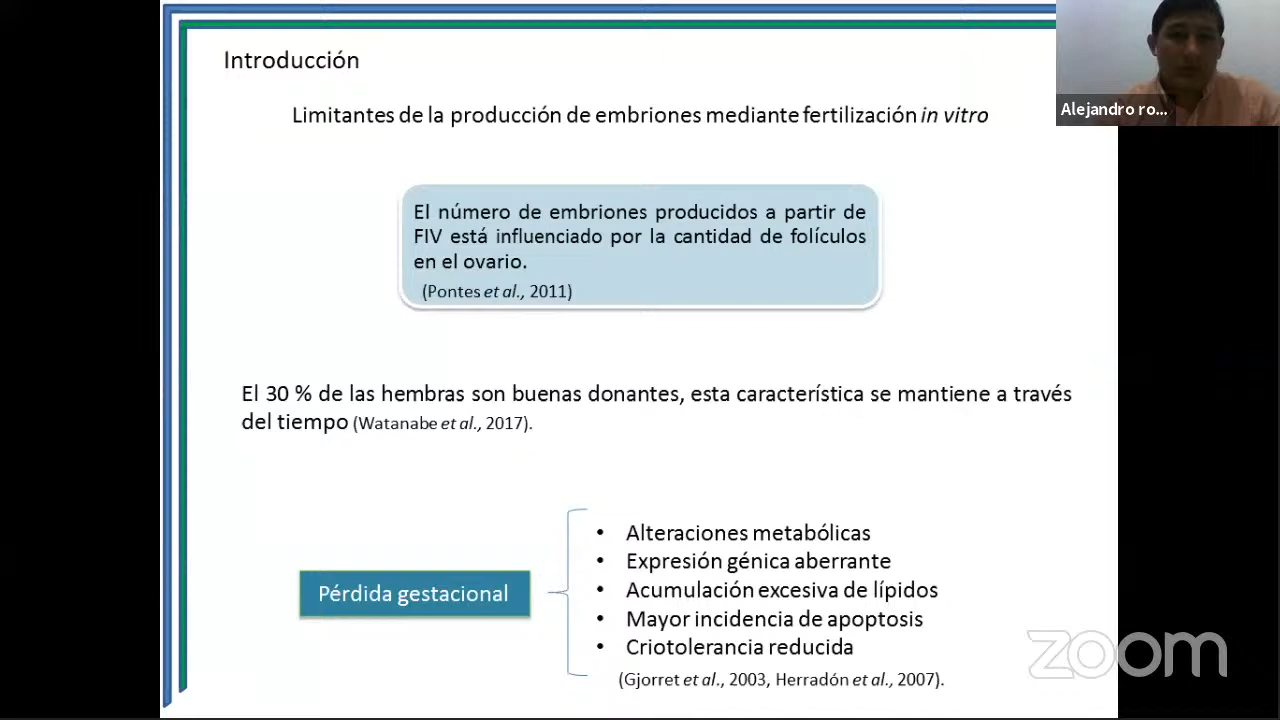 Introducción
Limitantes de la producción de embriones mediante fertilización in vitro
El número de embriones producidos a partir de
FIV está influenciado por la cantidad de folículos
en el ovario.
(Pontes et al., 2011)
El 30 % de las hembras son buenas donantes, esta característica se mantiene a través
del tiempo (Watanabe et al., 2017).
Pérdida gestacional
• Alteraciones metabólicas
• Expresión génica aberrante
• Acumulación excesiva de lípidos
• Mayor incidencia de apoptosis
• Criotolerancia reducida
(Gjorret et al., 2003, Herradón et al., 2007).
Alejandro ro...
zoom